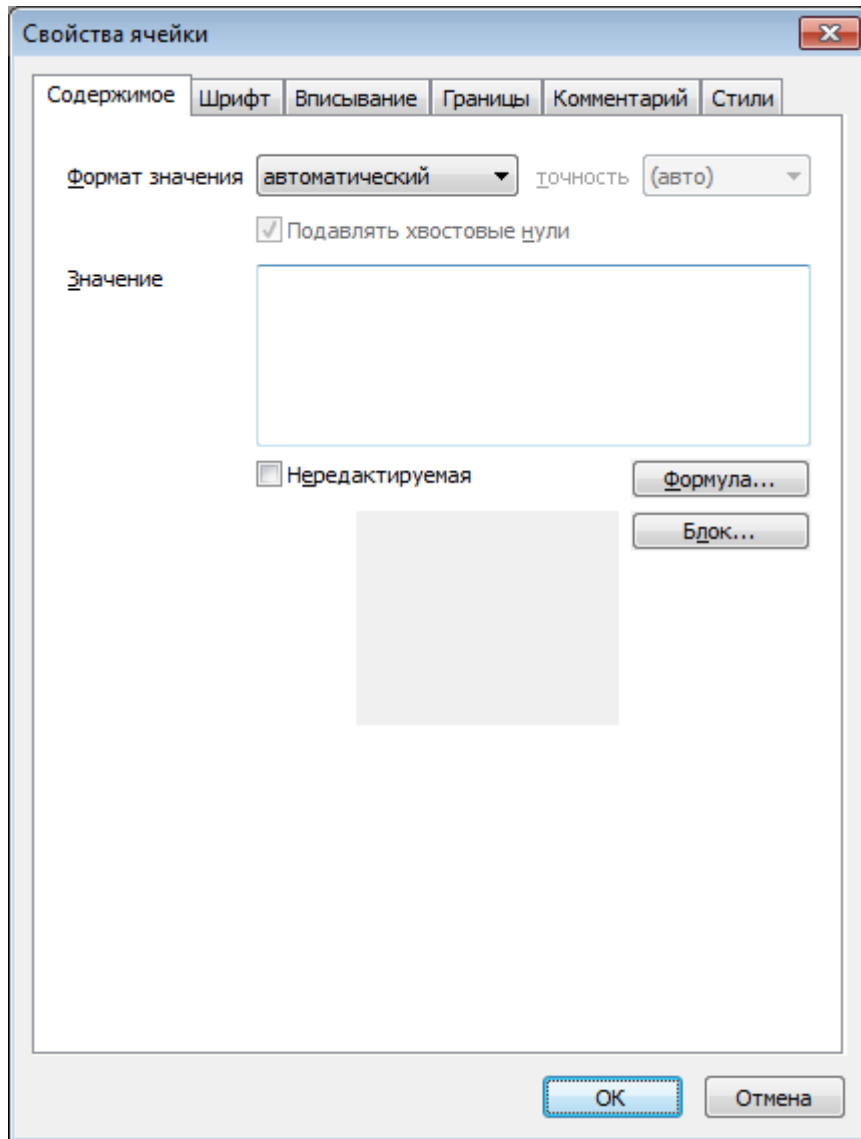 Свойства ячейки
Содержимое Шрифт Вписывание Границы Комментарий Стили
Формат значения автоматический точность (авто)
Подавлять хвостовые нули
Значение
Нередактируемая Формула...
Блок...
ОК Отмена